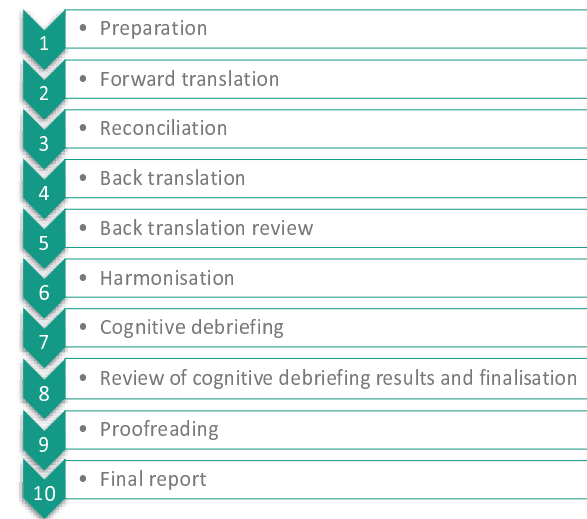 1 • Preparation
2 • Forward translation
3 • Reconciliation
4 • Back translation
5 • Back translation review
6 • Harmonisation
7 • Cognitive debriefing
8 • Review of cognitive debriefing results and finalisation
9 • Proofreading
10 • Final report